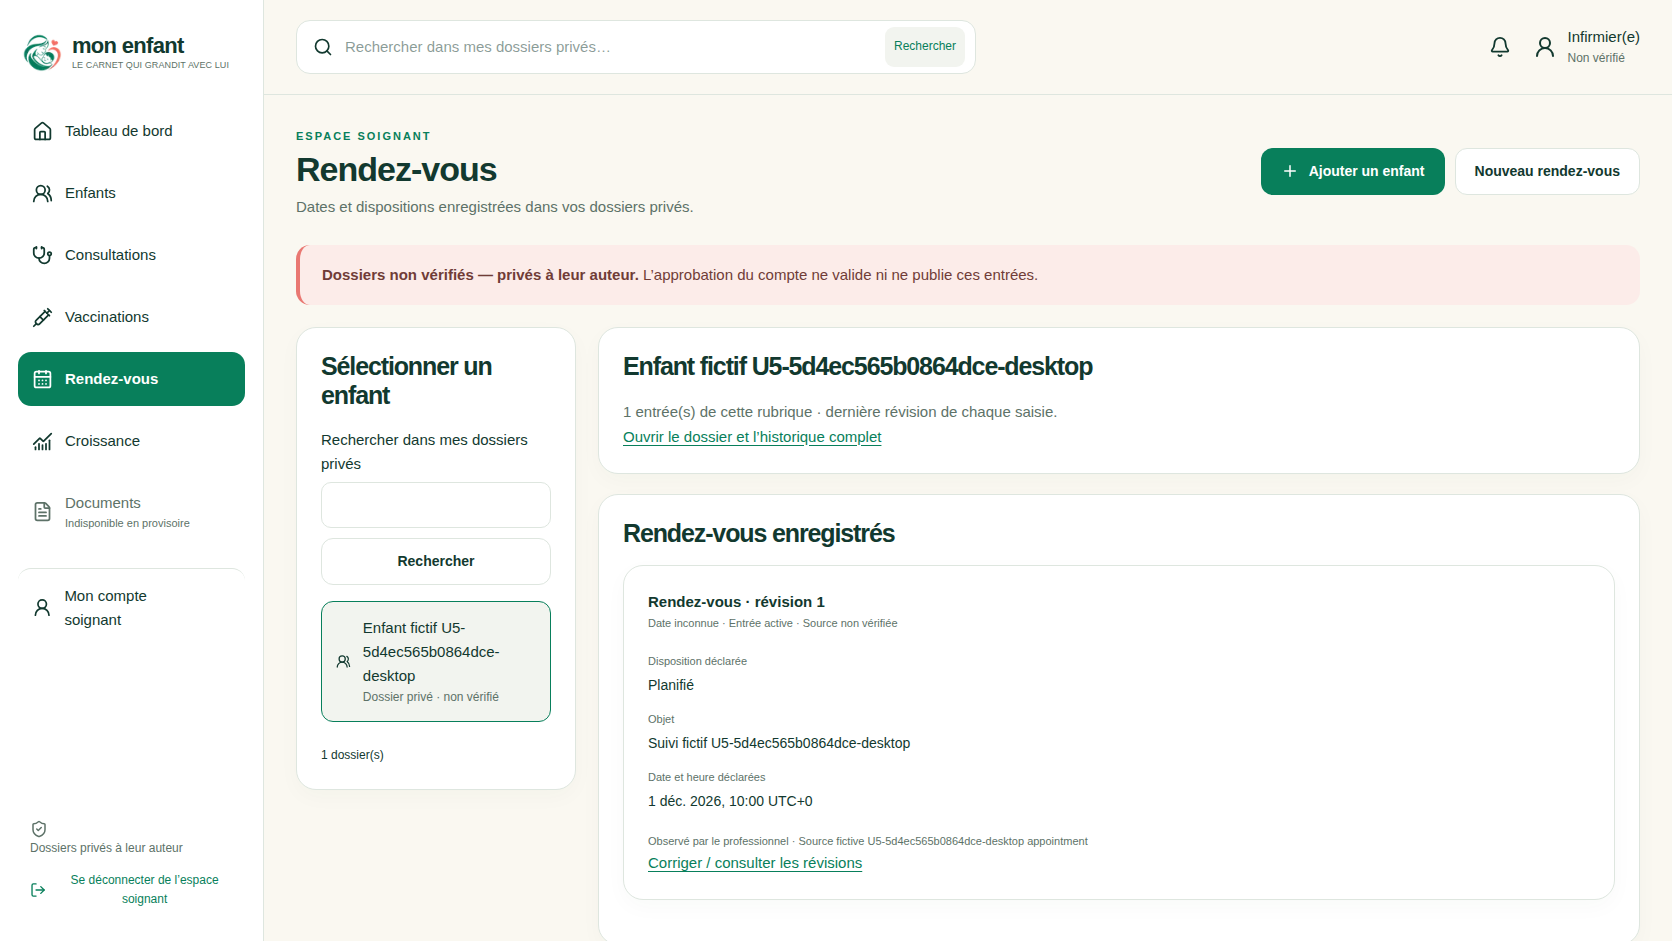 mon enfant
LE CARNET QUI GRANDIT AVEC LUI
Tableau de bord
Enfants
Consultations
Vaccinations
Rendez-vous
Croissance
Documents
Indisponible en provisoire
Mon compte
soignant
Dossiers privés à leur auteur
Se déconnecter de l’espace
soignant
Rechercher dans mes dossiers privés…
Rechercher
Infirmier(e)
Non vérifié
ESPACE SOIGNANT
Rendez-vous
Dates et dispositions enregistrées dans vos dossiers privés.
Ajouter un enfant
Nouveau rendez-vous
Dossiers non vérifiés — privés à leur auteur. L’approbation du compte ne valide ni ne publie ces entrées.
Sélectionner un
enfant
Rechercher dans mes dossiers
privés
Rechercher
Enfant fictif U5-
5d4ec565b0864dce-
desktop
Dossier privé · non vérifié
1 dossier(s)
Enfant fictif U5-5d4ec565b0864dce-desktop
1 entrée(s) de cette rubrique · dernière révision de chaque saisie.
Ouvrir le dossier et l’historique complet
Rendez-vous enregistrés
Rendez-vous · révision 1
Date inconnue · Entrée active · Source non vérifiée
Disposition déclarée
Planifié
Objet
Suivi fictif U5-5d4ec565b0864dce-desktop
Date et heure déclarées
1 déc. 2026, 10:00 UTC+0
Observé par le professionnel · Source fictive U5-5d4ec565b0864dce-desktop appointment
Corriger / consulter les révisions